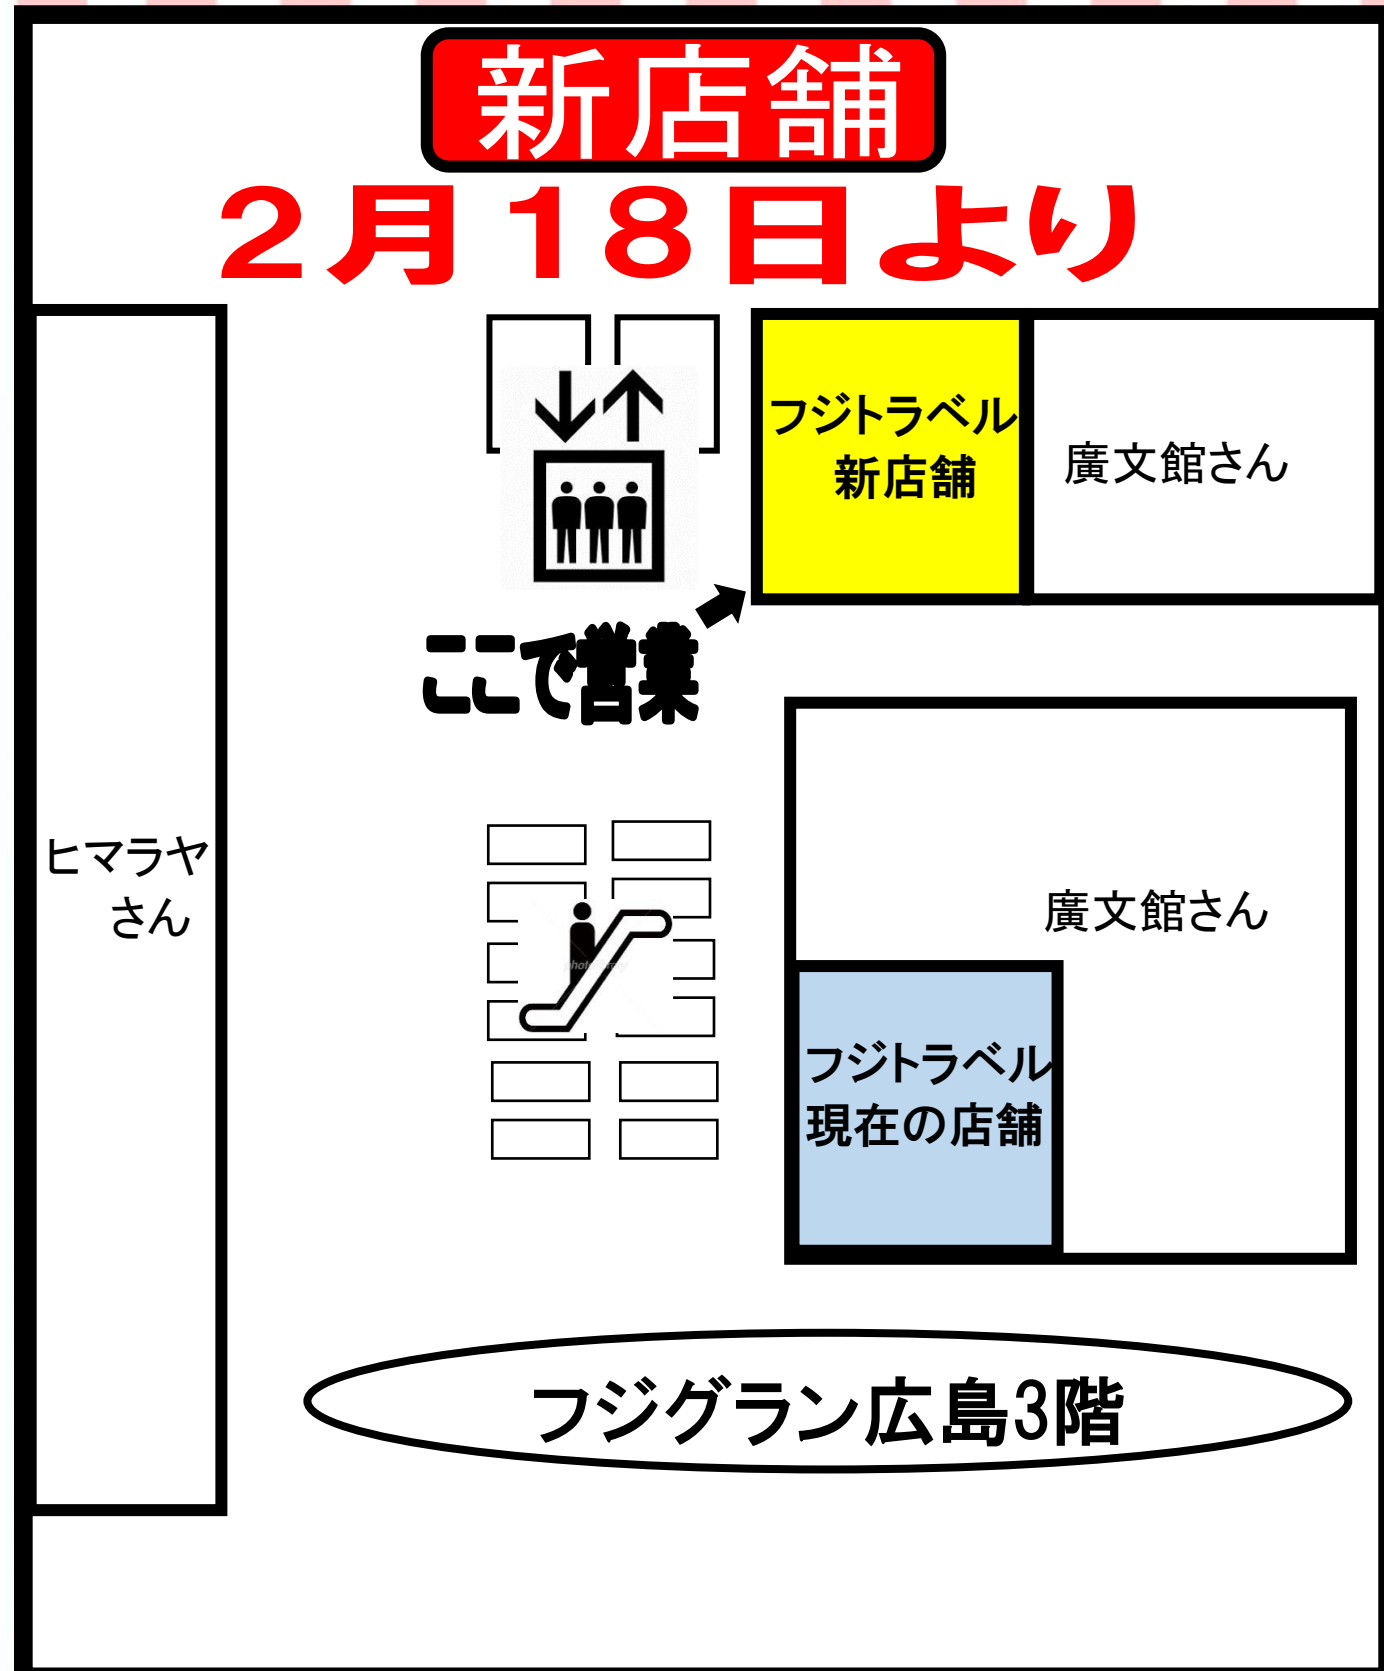 新店舗
２月１８日より
フジトラベル
新店舗
廣文館さん
ここで営業
ヒマラヤ
さん
廣文館さん
フジトラベル
現在の店舗
フジグラン広島3階